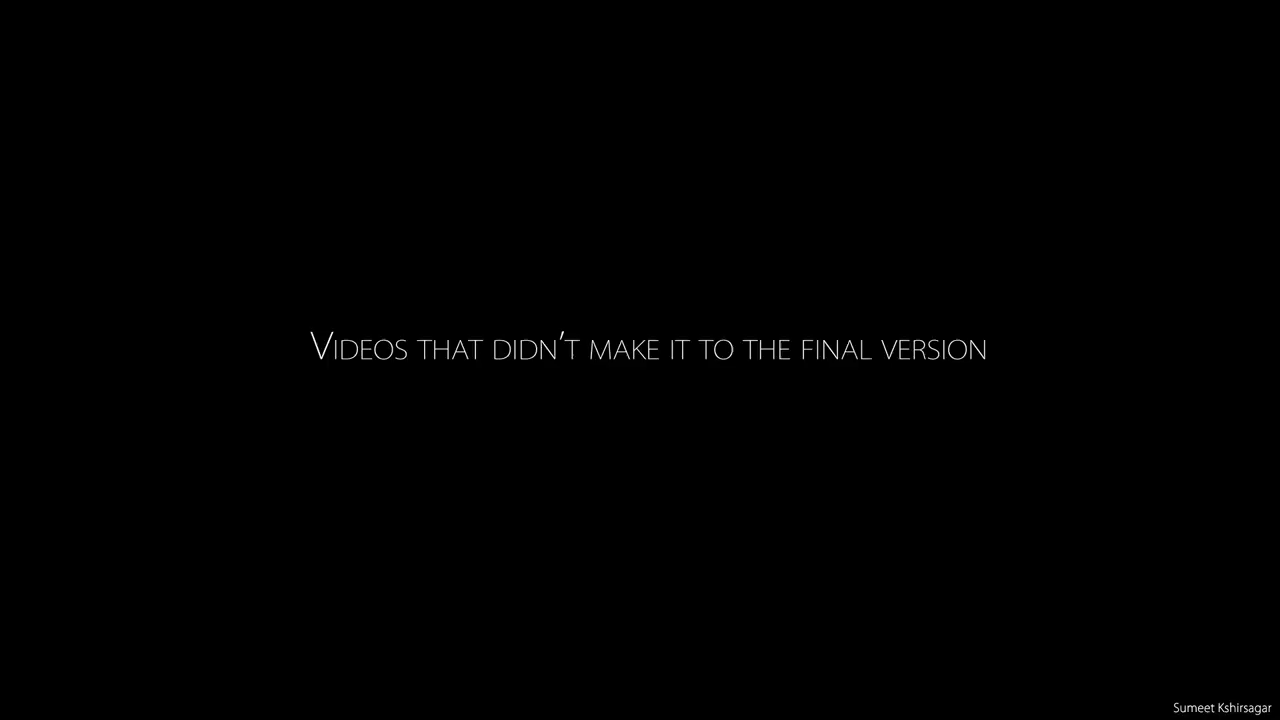 Videos that didn't make it to the final version
Sumeet Kshirsagar